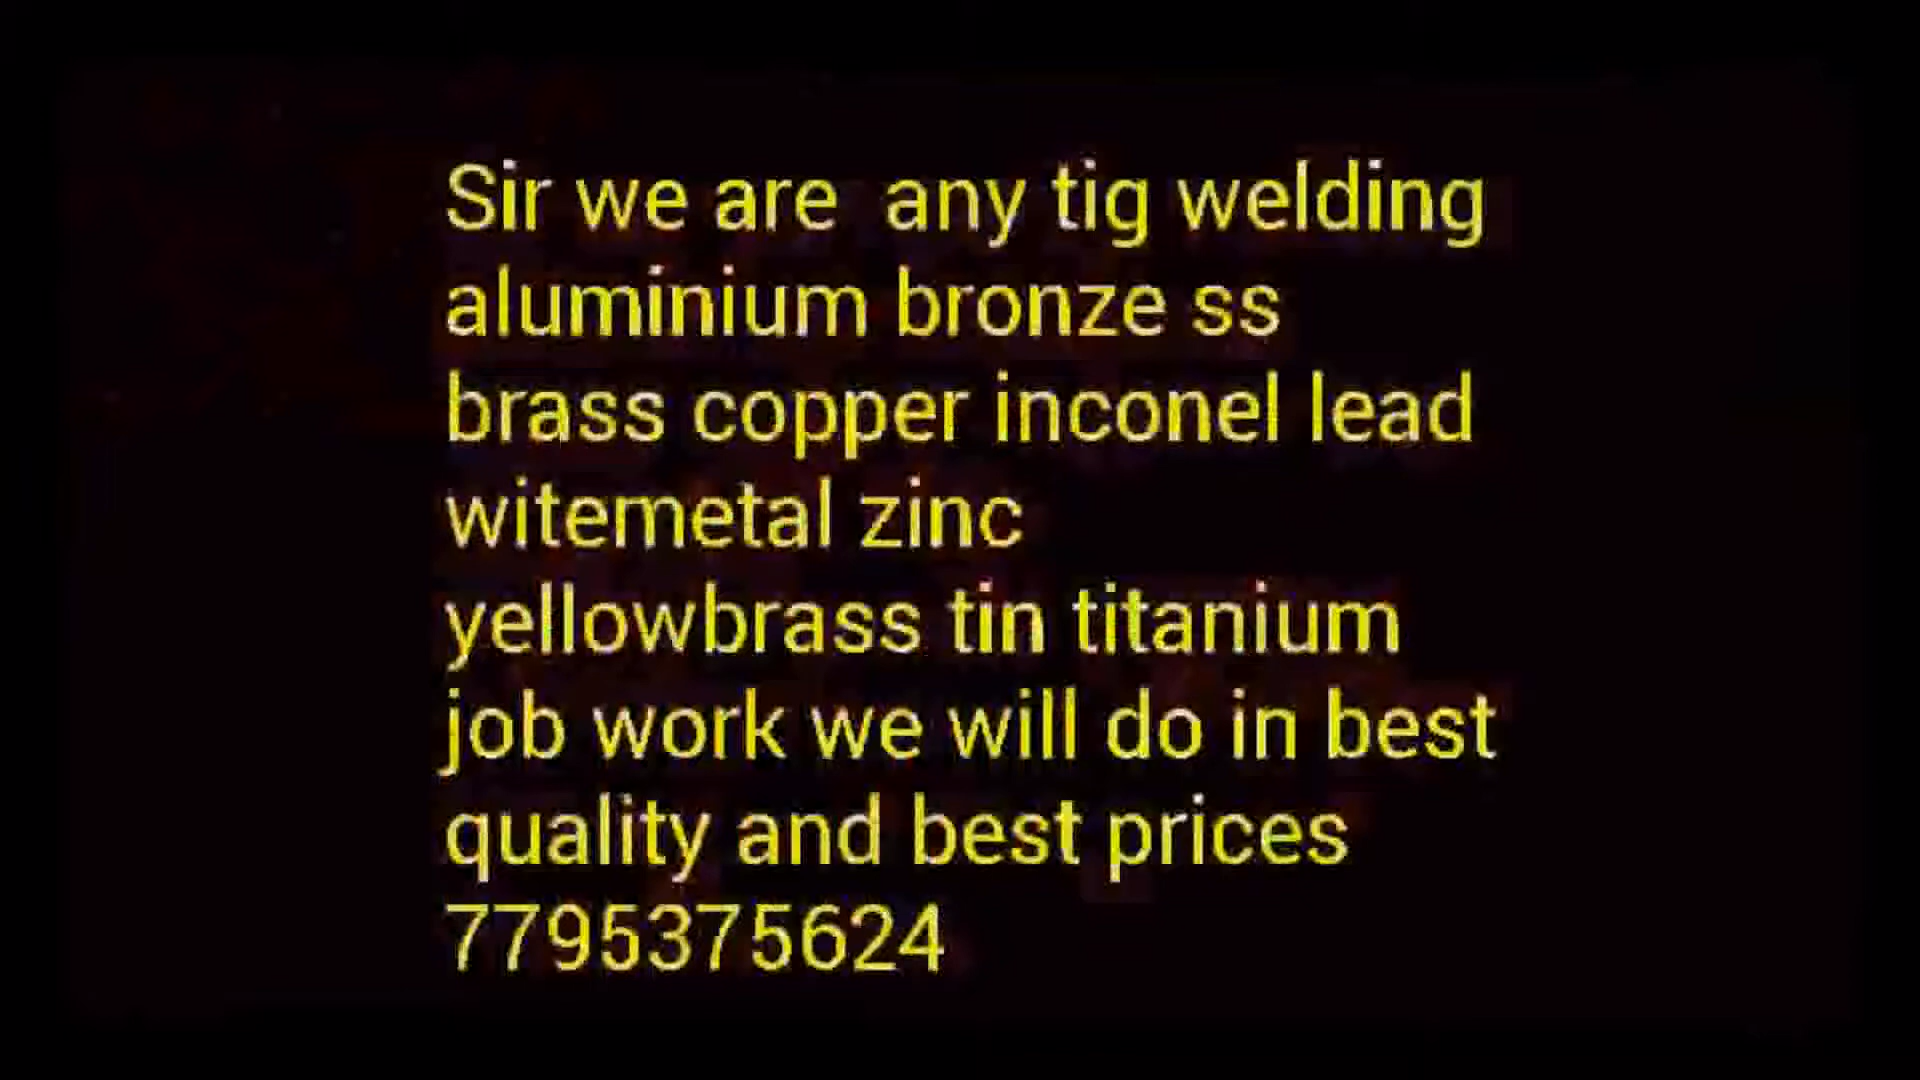 Sir we are  any tig welding
aluminium bronze ss
brass copper inconel lead
witemetal zinc
yellowbrass tin titanium
job work we will do in best
quality and best prices
7795375624